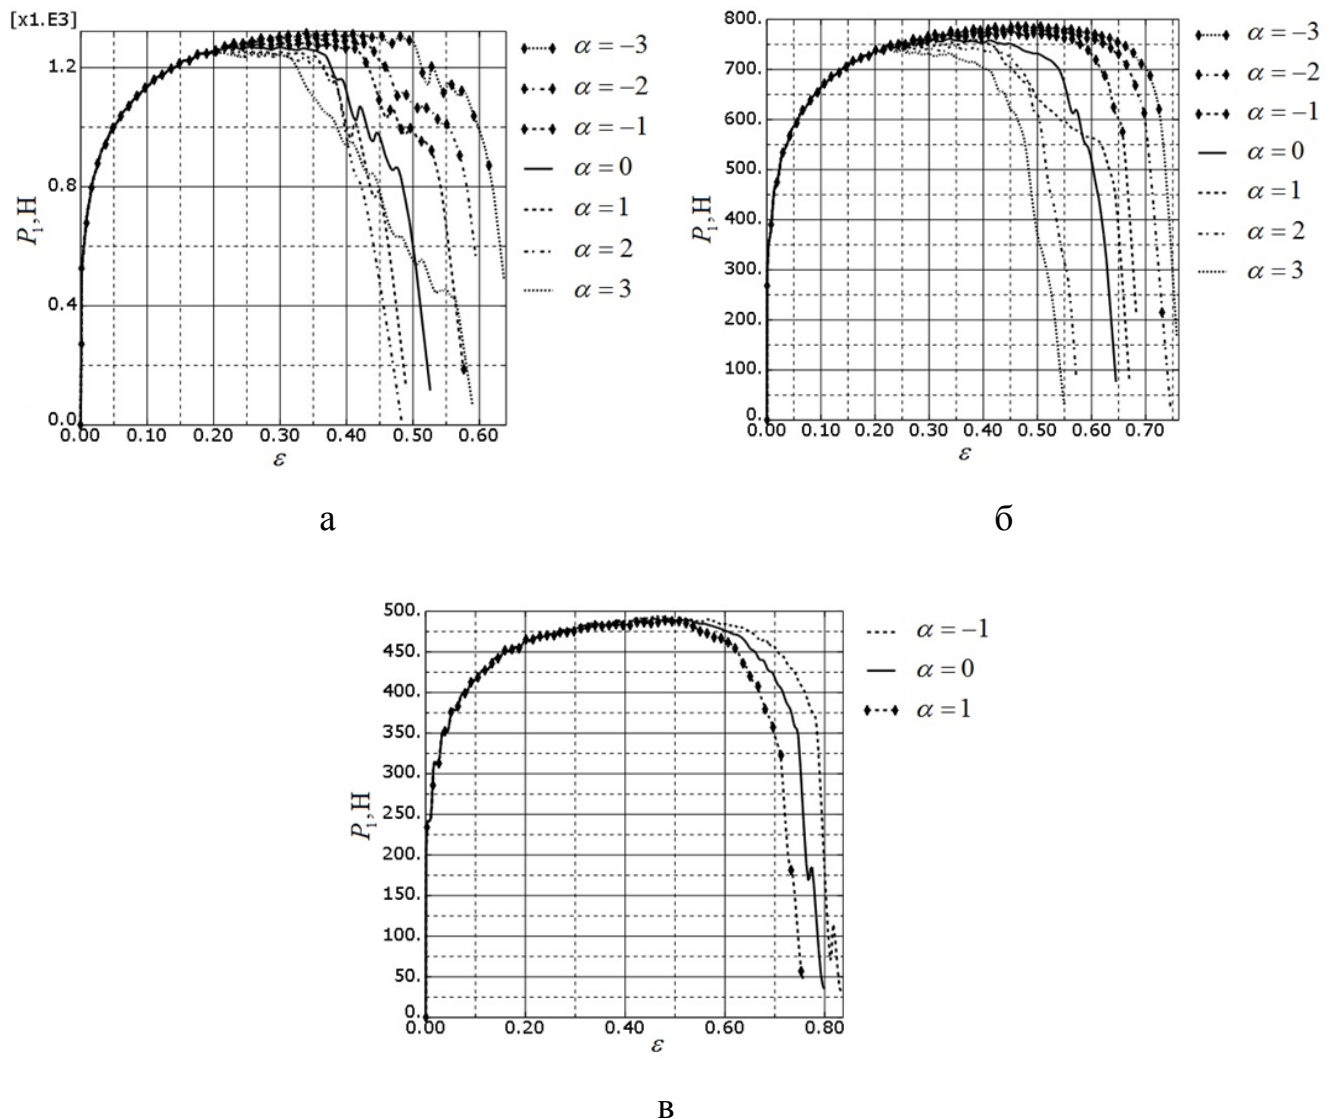 [x1.E3]
1.2
0.8
0.4
0.0
P₁,Н
0.00 0.10 0.20 0.30 0.40 0.50 0.60
ε
α = −3
α = −2
α = −1
α = 0
α = 1
α = 2
α = 3
а
800.
700.
600.
500.
400.
300.
200.
100.
0.
P₁,Н
0.00 0.10 0.20 0.30 0.40 0.50 0.60 0.70
ε
α = −3
α = −2
α = −1
α = 0
α = 1
α = 2
α = 3
б
500.
450.
400.
350.
300.
250.
200.
150.
100.
50.
0.
P₁,Н
0.00 0.20 0.40 0.60 0.80
ε
α = −1
α = 0
α = 1
в